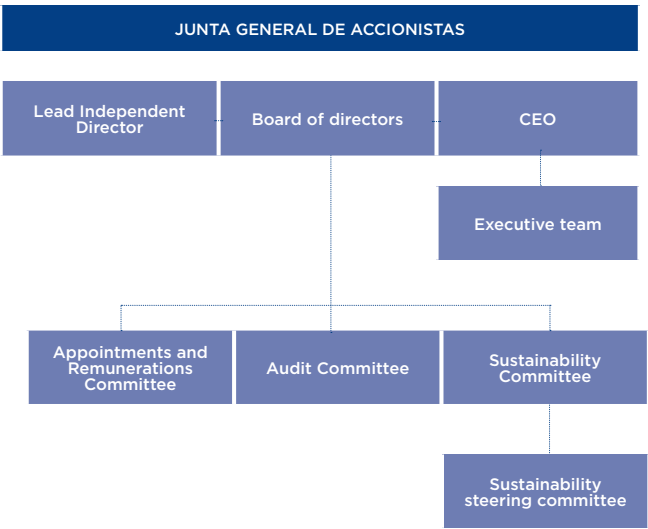 JUNTA GENERAL DE ACCIONISTAS
Lead Independent
Director
Board of directors
CEO
Executive team
Appointments and
Remunerations
Committee
Audit Committee
Sustainability
Committee
Sustainability
steering committee